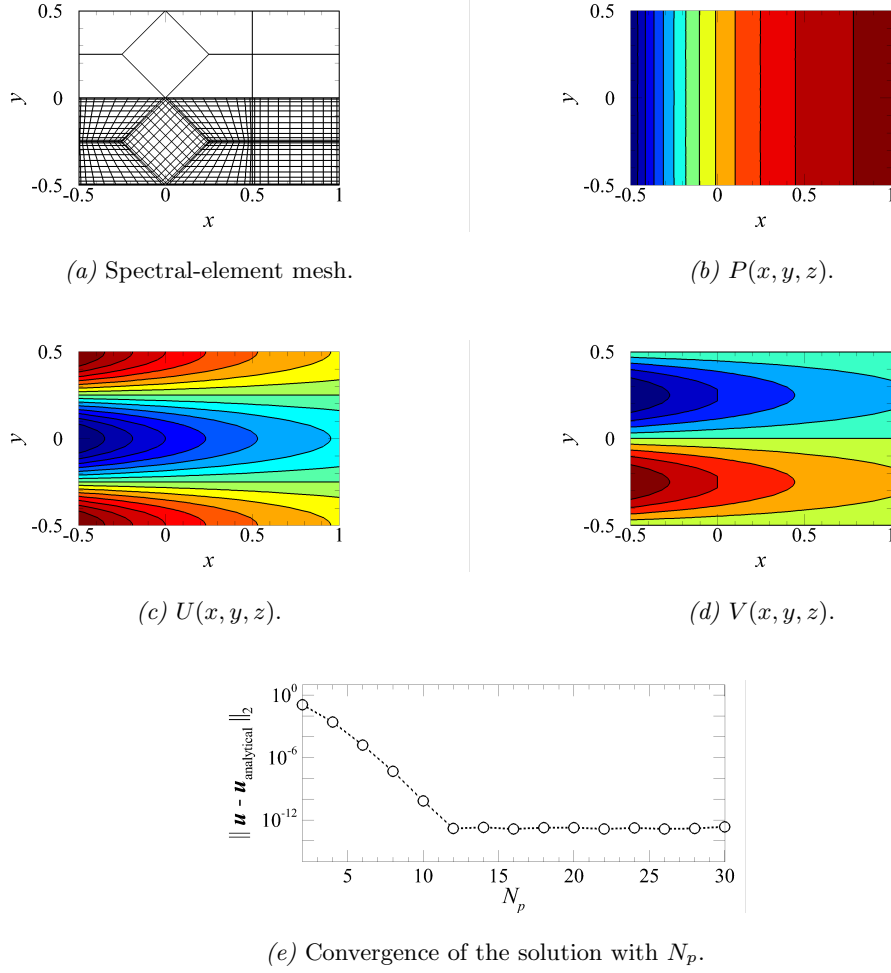 0.5
0
-0.5
y
-0.5 0 0.5 1
x
(a) Spectral-element mesh.
0.5
0
-0.5
y
-0.5 0 0.5 1
x
(b) P(x, y, z).
0.5
0
-0.5
y
-0.5 0 0.5 1
x
(c) U(x, y, z).
0.5
0
-0.5
y
-0.5 0 0.5 1
x
(d) V(x, y, z).
|| u - u_analytical ||_2
10^0
10^-6
10^-12
5 10 15 20 25 30
N_p
(e) Convergence of the solution with N_p.